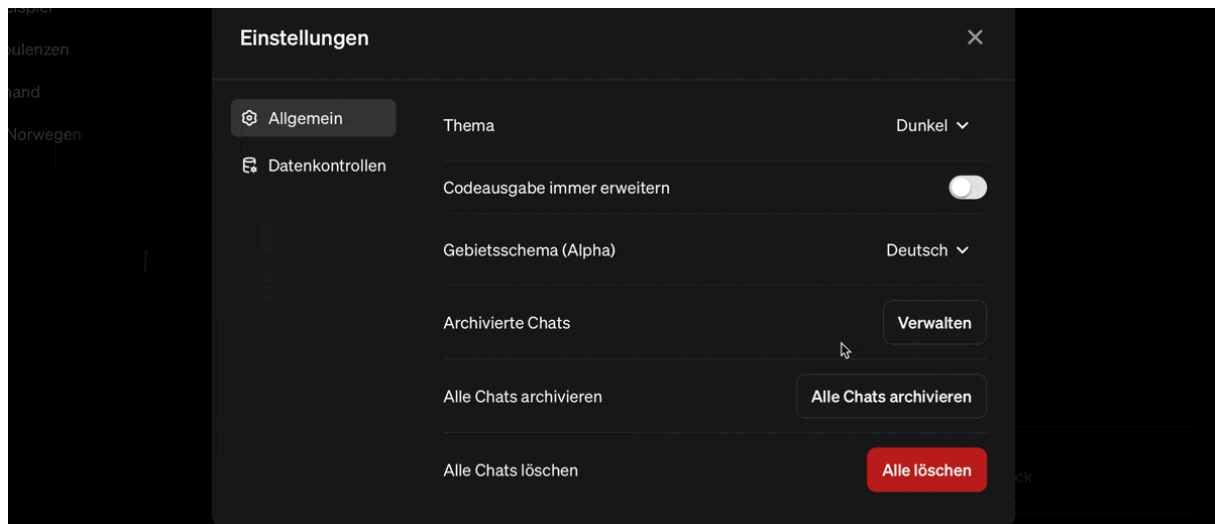 Einstellungen
Allgemein
Datenkontrollen
Thema
Dunkel
Codeausgabe immer erweitern
Gebietsschema (Alpha)
Deutsch
Archivierte Chats
Verwalten
Alle Chats archivieren
Alle Chats archivieren
Alle Chats löschen
Alle löschen
Norwegen